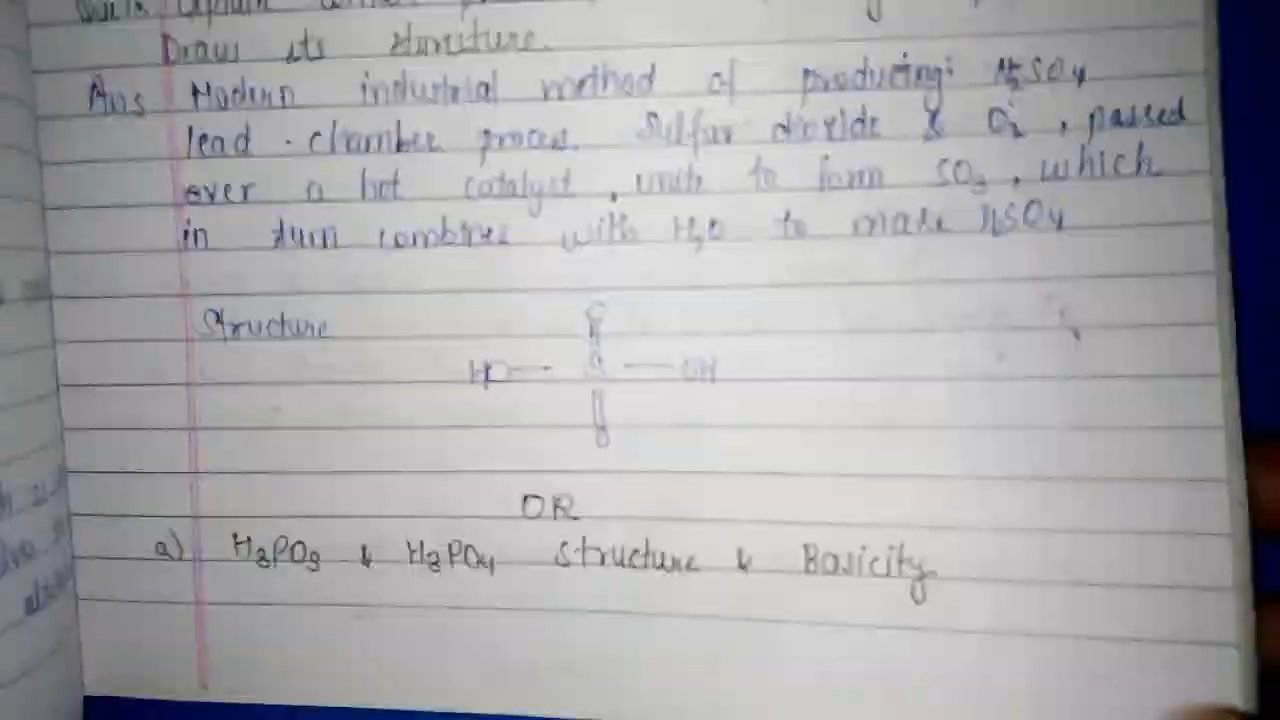 Draw its structure.
Ans Modern industrial method of producing: H2SO4
lead - chamber process. Sulfur dioxide & O2, passed
over a hot catalyst, unite to form SO3, which
in turn combines with H2O to make H2SO4
Structure
O
HO — S — OH
O
OR
a) H3PO3 & H3PO4 structure & Basicity